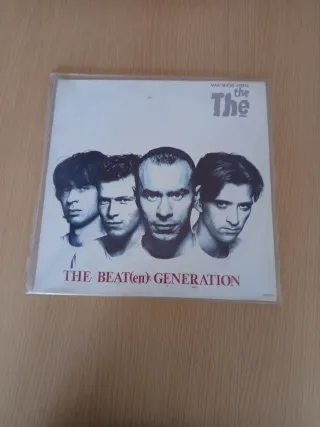 the
The
THE BEAT(en) GENERATION